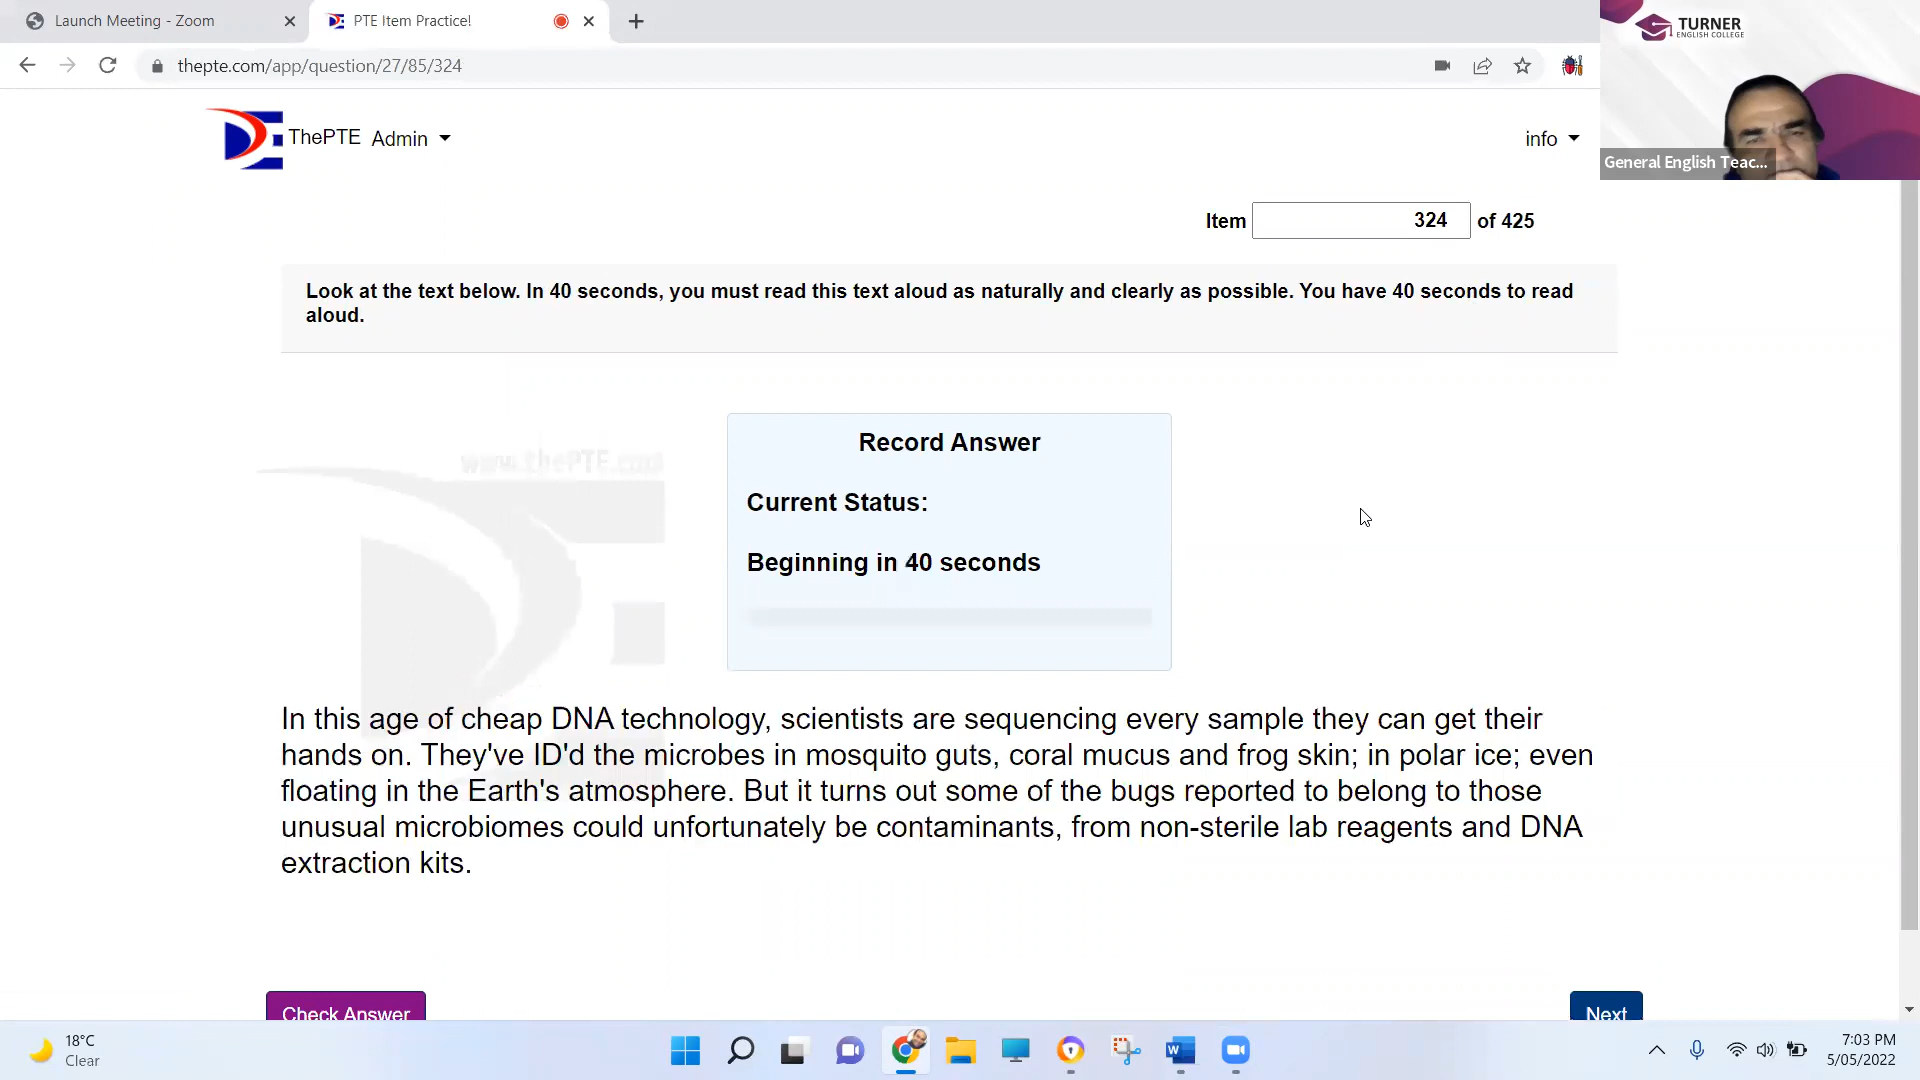 Launch Meeting - Zoom
PTE Item Practice!
thepte.com/app/question/27/85/324
TURNER
ENGLISH COLLEGE
General English Teac...
ThePTE Admin
info
Item 324 of 425
Look at the text below. In 40 seconds, you must read this text aloud as naturally and clearly as possible. You have 40 seconds to read
aloud.
www.thePTE.com
Record Answer
Current Status:
Beginning in 40 seconds
In this age of cheap DNA technology, scientists are sequencing every sample they can get their
hands on. They've ID'd the microbes in mosquito guts, coral mucus and frog skin; in polar ice; even
floating in the Earth's atmosphere. But it turns out some of the bugs reported to belong to those
unusual microbiomes could unfortunately be contaminants, from non-sterile lab reagents and DNA
extraction kits.
Check Answer
Next
18°C
Clear
7:03 PM
5/05/2022